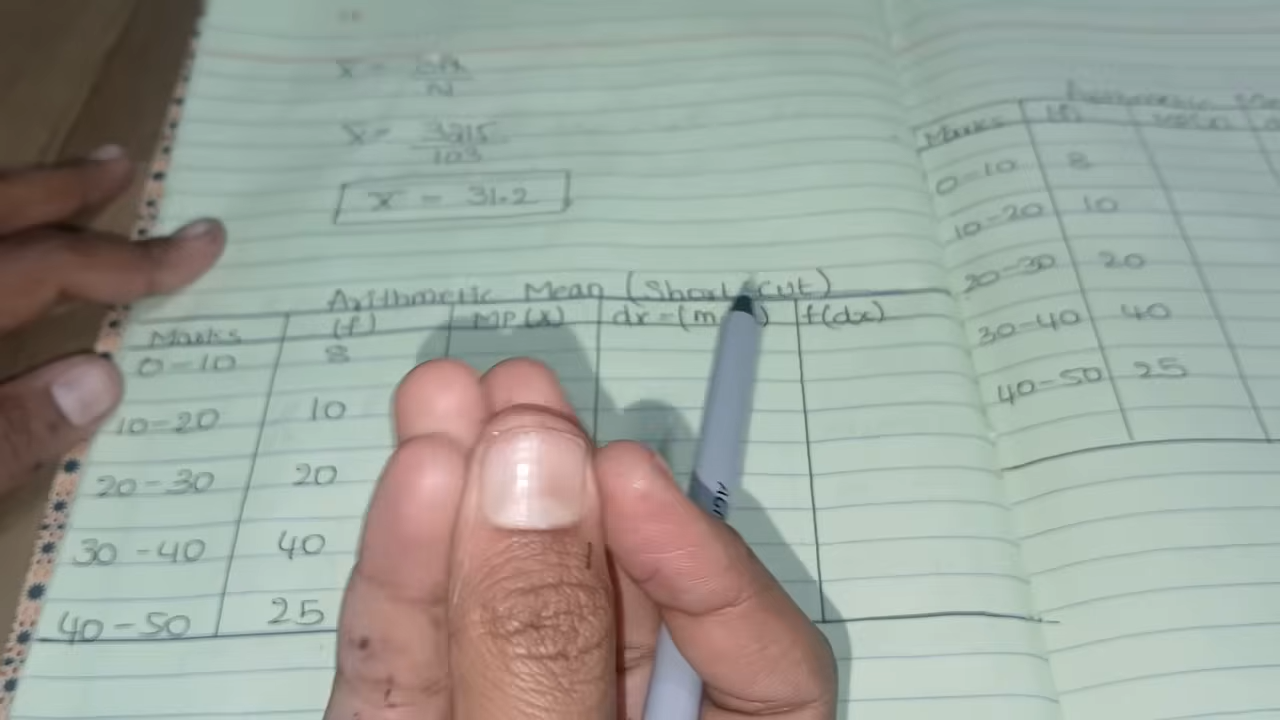 X =
N
X = 3215
103
X = 31.2
Arithmetic Mean (Short-cut)
Marks (f) MP(X) dx=(m f(dx)
0-10 8
10-20 10
20-30 20
30-40 40
40-50 25
Marks
0-10 8
10-20 10
20-30 20
30-40 40
40-50 25